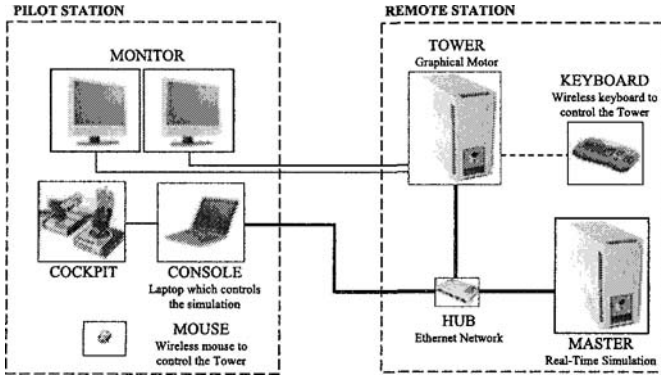 PILOT STATION
MONITOR
COCKPIT
CONSOLE
Laptop which controls
the simulation
MOUSE
Wireless mouse to
control the Tower
REMOTE STATION
TOWER
Graphical Motor
KEYBOARD
Wireless keyboard to
control the Tower
HUB
Ethernet Network
MASTER
Real-Time Simulation